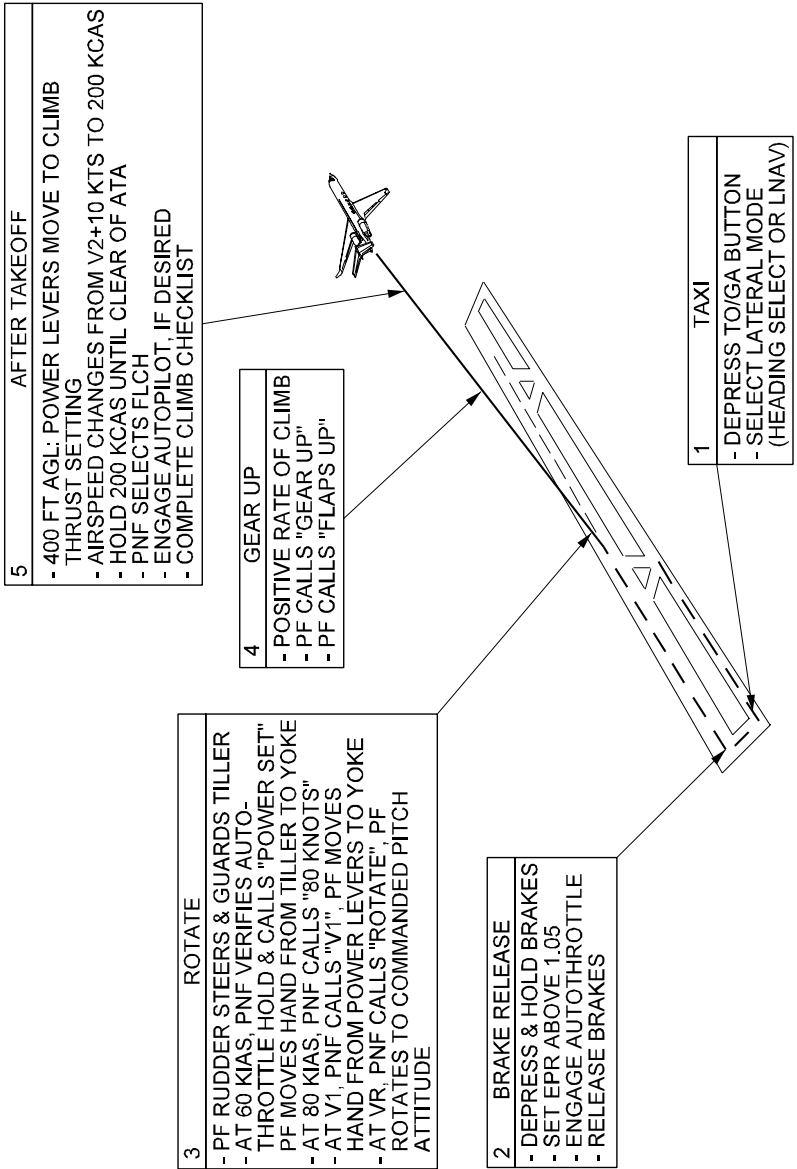 1 TAXI
- DEPRESS TO/GA BUTTON
- SELECT LATERAL MODE
(HEADING SELECT OR LNAV)
2 BRAKE RELEASE
- DEPRESS & HOLD BRAKES
- SET EPR ABOVE 1.05
- ENGAGE AUTOTHROTTLE
- RELEASE BRAKES
3 ROTATE
- PF RUDDER STEERS & GUARDS TILLER
- AT 60 KIAS, PNF VERIFIES AUTO-
THROTTLE HOLD & CALLS "POWER SET"
PF MOVES HAND FROM TILLER TO YOKE
- AT 80 KIAS, PNF CALLS "80 KNOTS"
- AT V1, PNF CALLS "V1", PF MOVES
HAND FROM POWER LEVERS TO YOKE
- AT VR, PNF CALLS "ROTATE", PF
ROTATES TO COMMANDED PITCH
ATTITUDE
4 GEAR UP
- POSITIVE RATE OF CLIMB
- PF CALLS "GEAR UP"
- PF CALLS "FLAPS UP"
5 AFTER TAKEOFF
- 400 FT AGL: POWER LEVERS MOVE TO CLIMB
THRUST SETTING
- AIRSPEED CHANGES FROM V2+10 KTS TO 200 KCAS
- HOLD 200 KCAS UNTIL CLEAR OF ATA
- PNF SELECTS FLCH
- ENGAGE AUTOPILOT, IF DESIRED
- COMPLETE CLIMB CHECKLIST